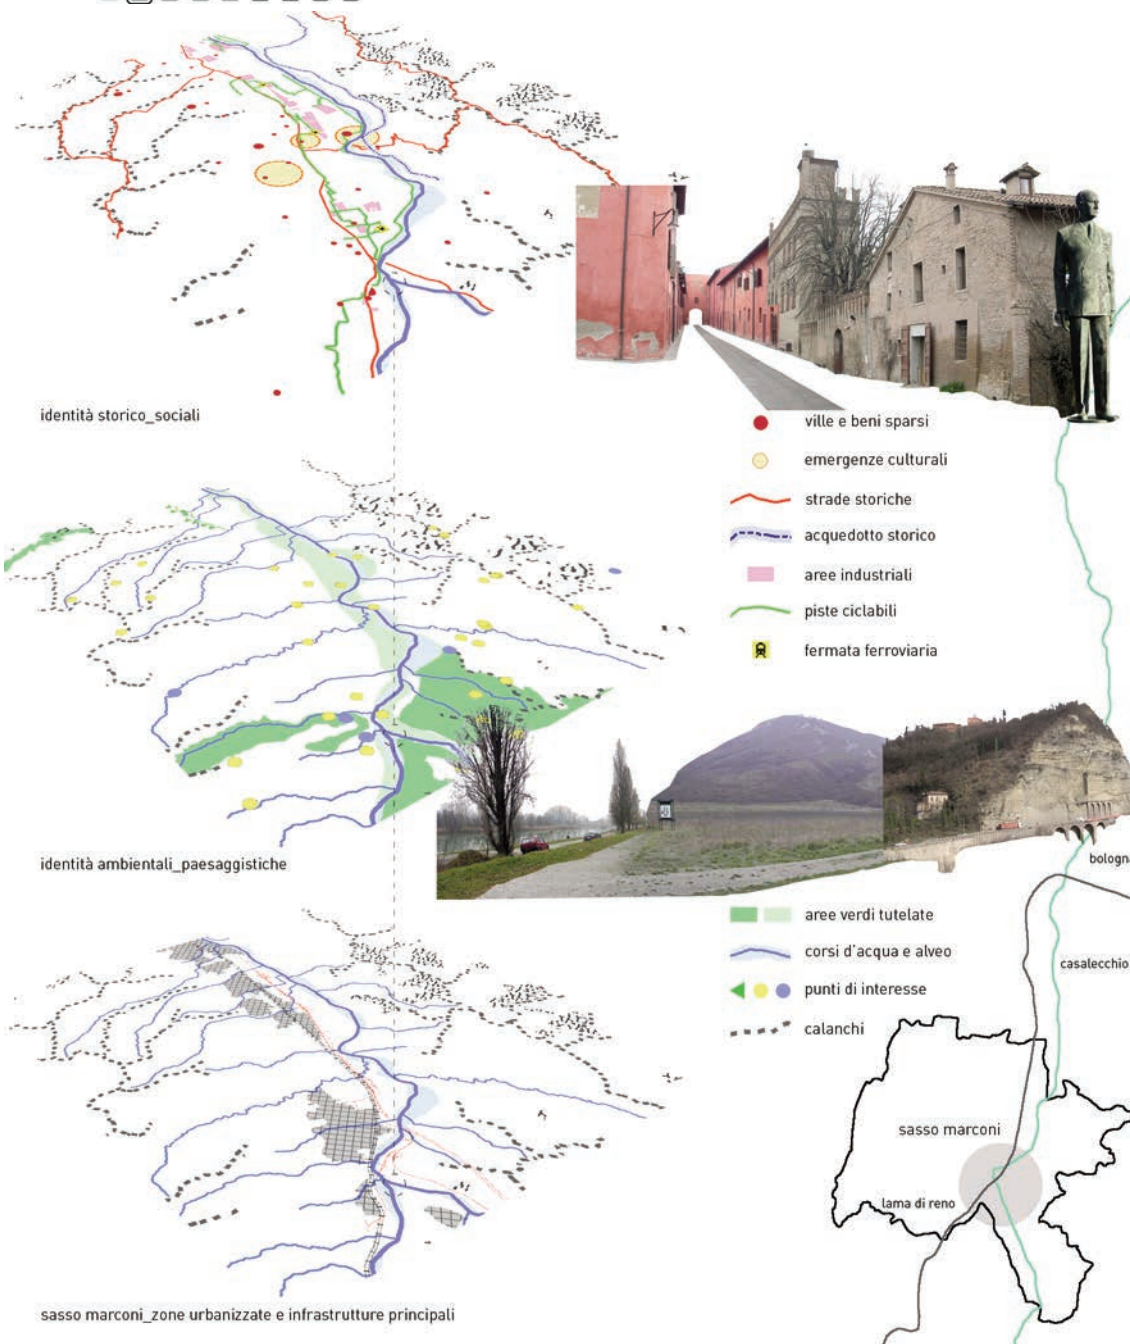 identità storico_sociali
ville e beni sparsi
emergenze culturali
strade storiche
acquedotto storico
aree industriali
piste ciclabili
fermata ferroviaria
identità ambientali_paesaggistiche
aree verdi tutelate
corsi d'acqua e alveo
punti di interesse
calanchi
bologna
casalecchio
sasso marconi
lama di reno
sasso marconi_zone urbanizzate e infrastrutture principali